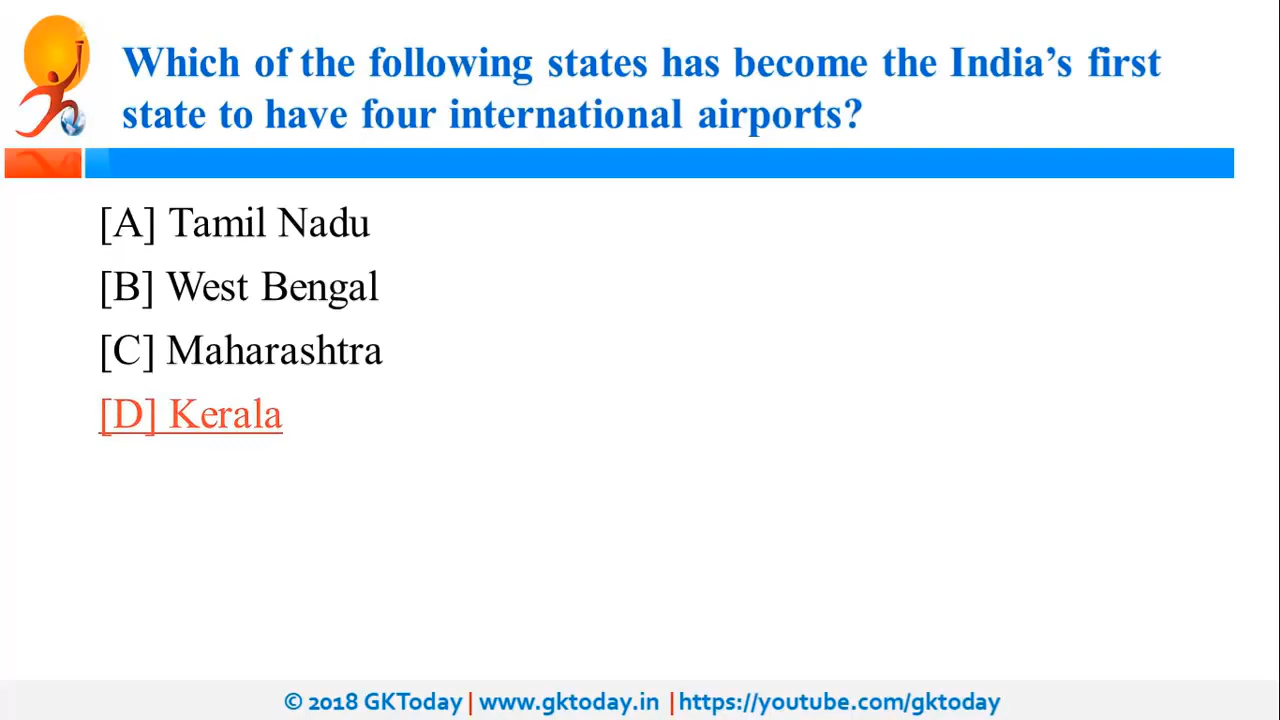 Which of the following states has become the India’s first
state to have four international airports?
[A] Tamil Nadu
[B] West Bengal
[C] Maharashtra
[D] Kerala
© 2018 GKToday | www.gktoday.in | https://youtube.com/gktoday